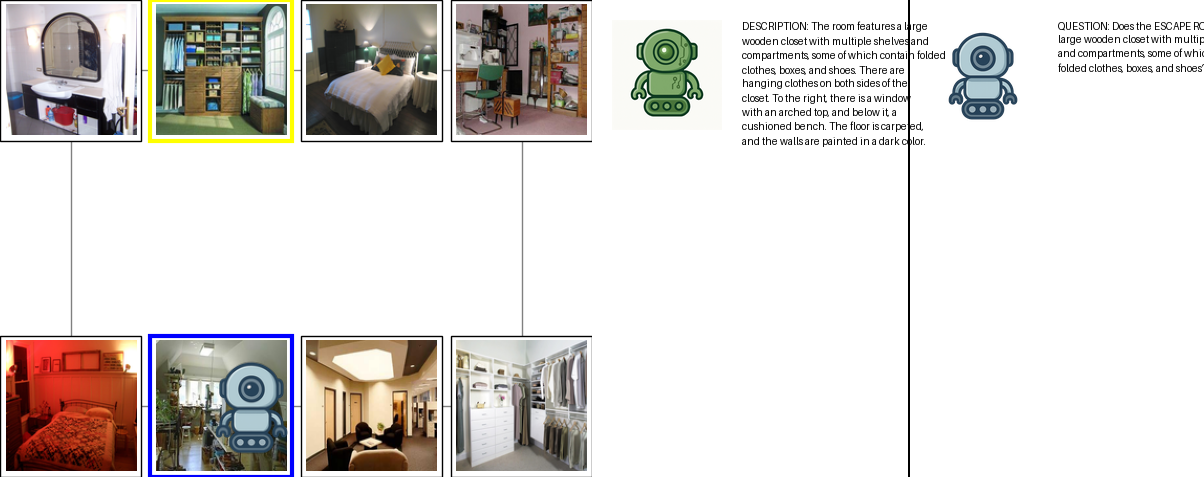 DESCRIPTION: The room features a large
wooden closet with multiple shelves and
compartments, some of which contain folded
clothes, boxes, and shoes. There are
hanging clothes on both sides of the
closet. To the right, there is a window
with an arched top, and below it, a
cushioned bench. The floor is carpeted,
and the walls are painted in a dark color.
QUESTION: Does the ESCAPE RO
large wooden closet with multip
and compartments, some of whic
folded clothes, boxes, and shoes'